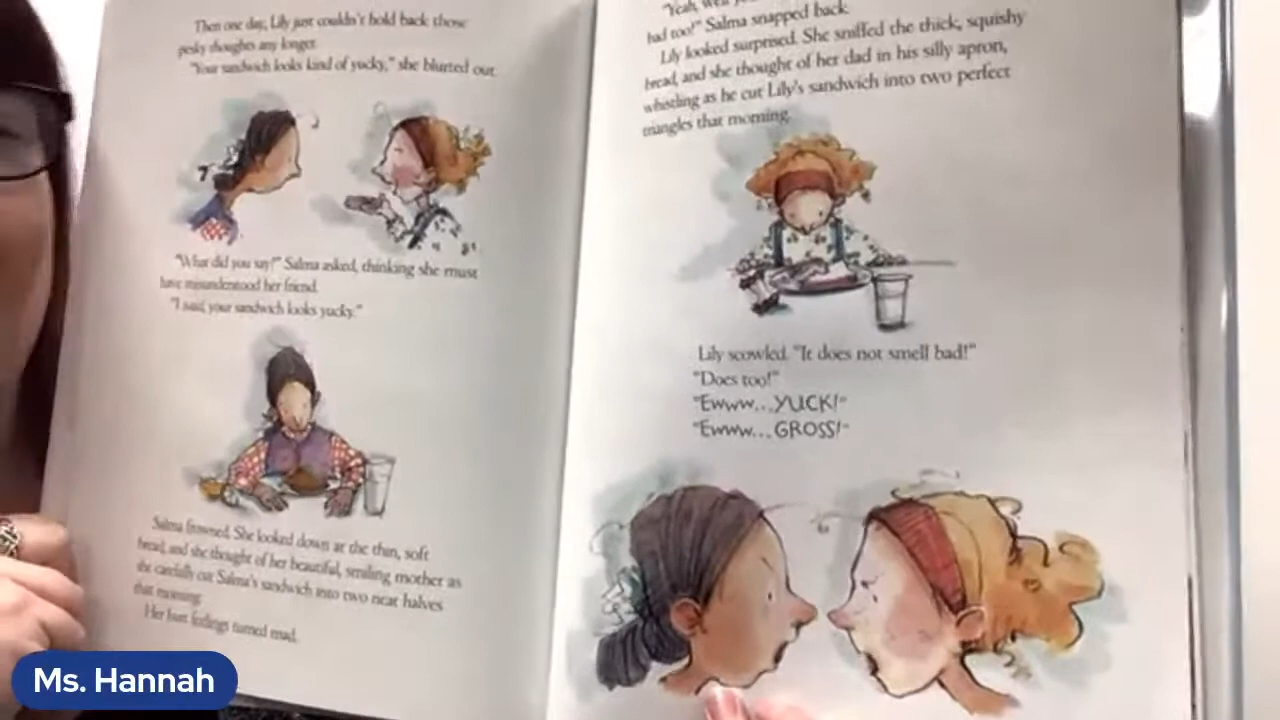 Then one day, Lily just couldn't hold back those
pesky thoughts any longer.
"Your sandwich looks kind of yucky," she blurted out.
"What did you say?" Salma asked, thinking she must
have misunderstood her friend.
"I said, your sandwich looks yucky."
Salma frowned. She looked down at the thin, soft
bread, and she thought of her beautiful, smiling mother as
she carefully cut Salma's sandwich into two neat halves
that morning.
Her hurt feelings turned mad.
"Yeah, well
bad too!" Salma snapped back.
Lily looked surprised. She sniffed the thick, squishy
bread, and she thought of her dad in his silly apron,
whistling as he cut Lily's sandwich into two perfect
triangles that morning.
Lily scowled. "It does not smell bad!"
"Does too!"
"Ewww...YUCK!"
"Ewww...GROSS!"
Ms. Hannah